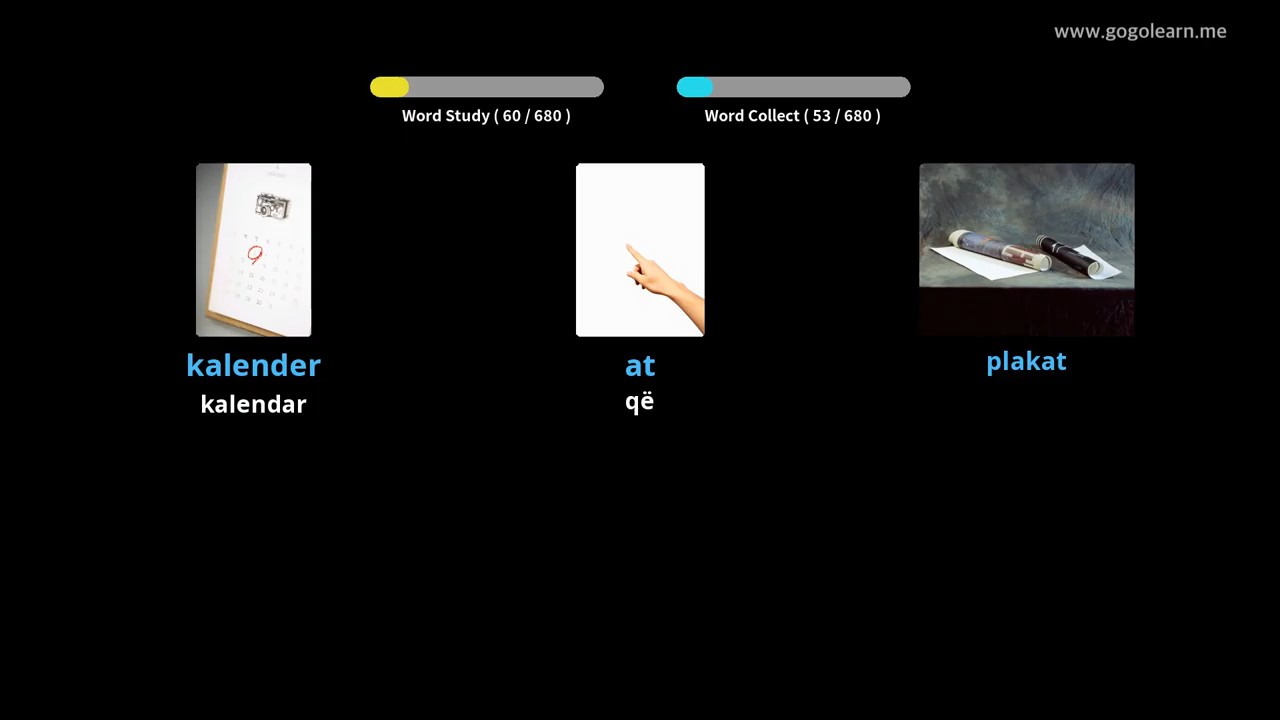 www.gogolearn.me
Word Study ( 60 / 680 )
Word Collect ( 53 / 680 )
kalender
kalendar
at
që
plakat